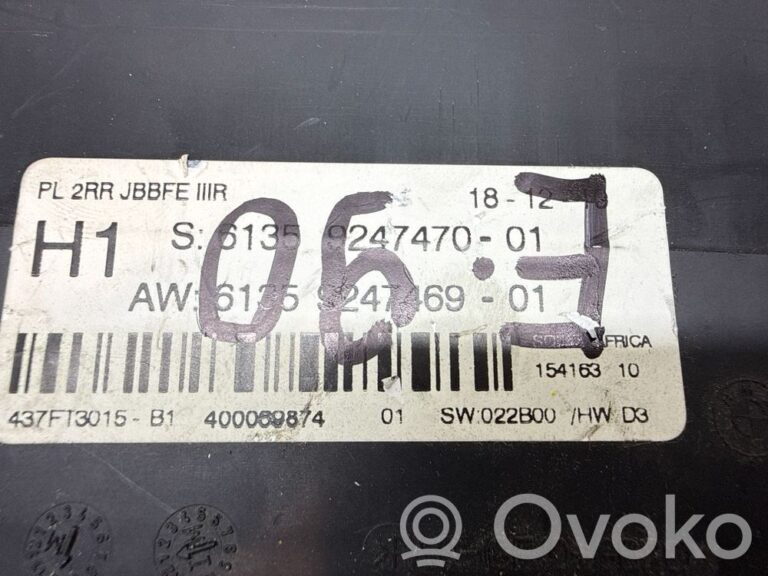 PL 2RR JBBFE IIIR 18-12-
H1 S: 6135 9247470-01
AW: 6135 9247469-01
06 E.
AFRICA
154163 10
437FT3015-B1 400069874 01 SW:022B00 /HW:D3
Ovoko